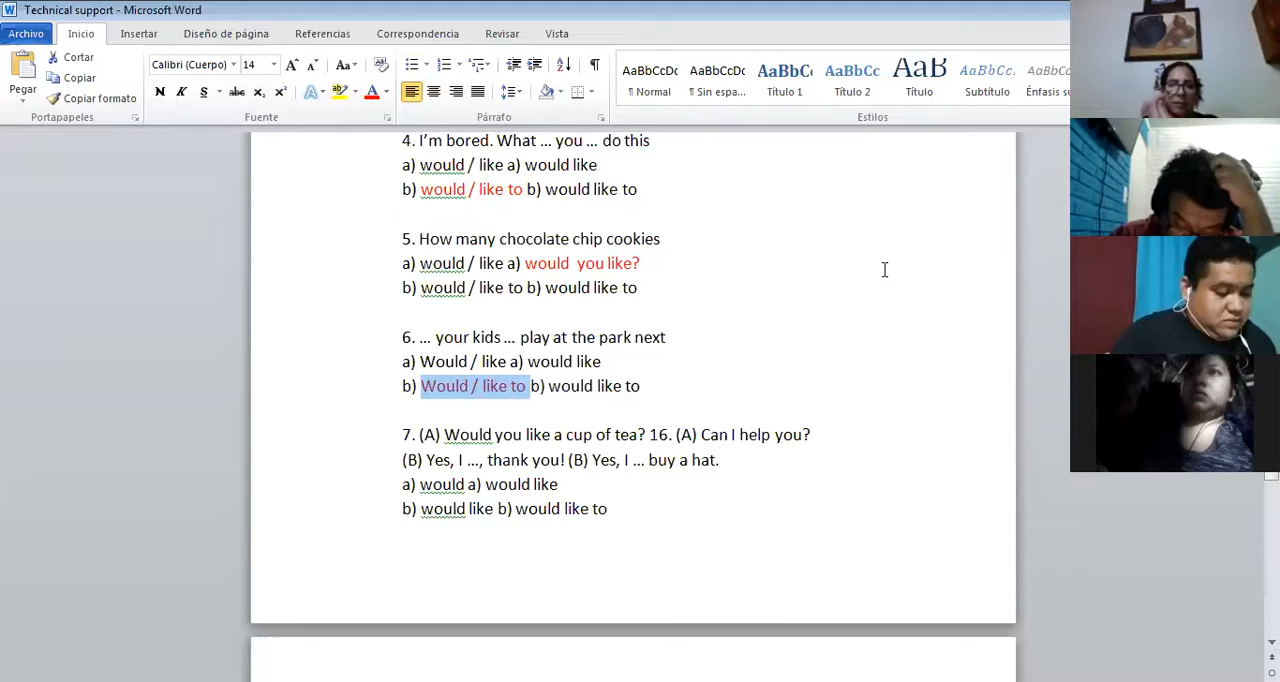 Technical support - Microsoft Word
Archivo Inicio Insertar Diseño de página Referencias Correspondencia Revisar Vista
Pegar
Cortar
Copiar
Copiar formato
Portapapeles
Calibri (Cuerpo) 14 Aa
N K S abc x₂ x² A A
Fuente
Párrafo
AaBbCcDc AaBbCcDc AaBbC AaBbCc AaB AaBbCc. AaBbCc
¶ Normal ¶ Sin espa... Título 1 Título 2 Título Subtítulo Énfasis
Estilos
4. I'm bored. What … you … do this
a) would / like a) would like
b) would / like to b) would like to
5. How many chocolate chip cookies
a) would / like a) would you like?
b) would / like to b) would like to
6. … your kids … play at the park next
a) Would / like a) would like
b) Would / like to b) would like to
7. (A) Would you like a cup of tea? 16. (A) Can I help you?
(B) Yes, I …, thank you! (B) Yes, I … buy a hat.
a) would a) would like
b) would like b) would like to